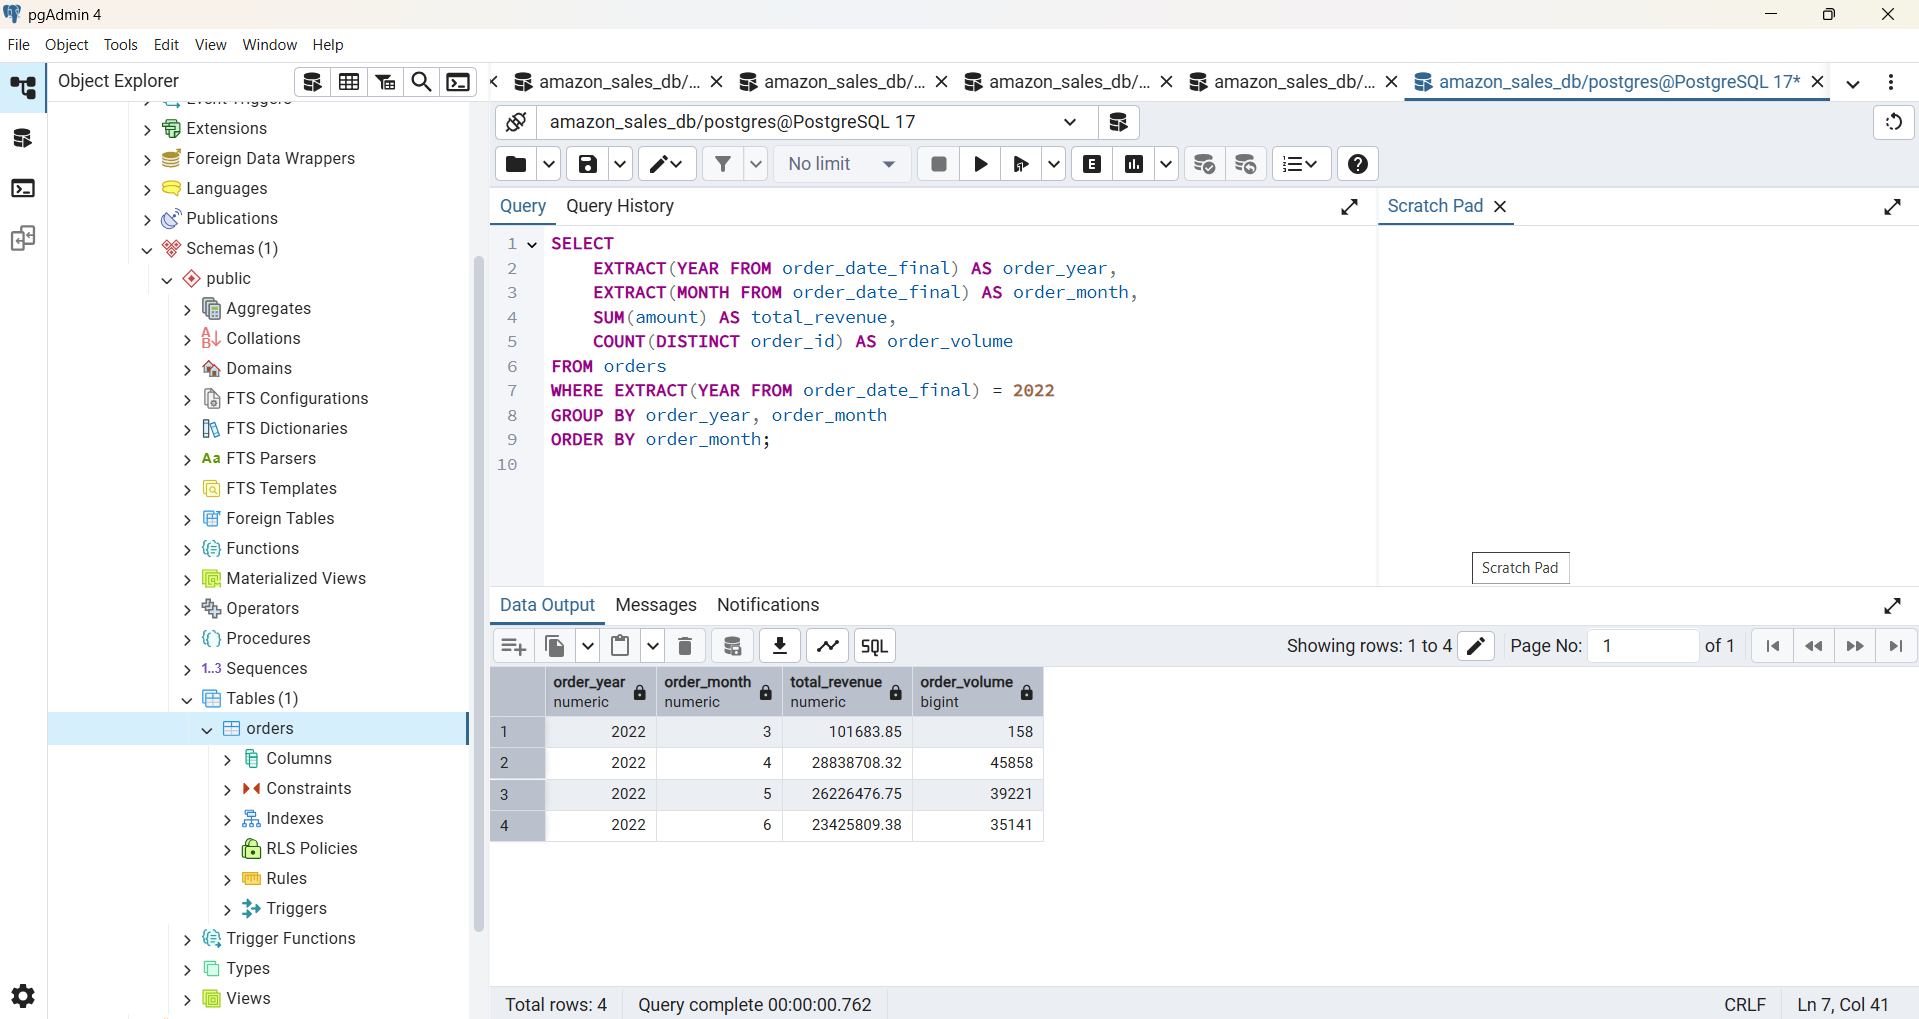 pgAdmin 4
File Object Tools Edit View Window Help
Object Explorer
amazon_sales_db/... amazon_sales_db/... amazon_sales_db/... amazon_sales_db/... amazon_sales_db/postgres@PostgreSQL 17*
amazon_sales_db/postgres@PostgreSQL 17
No limit
E
Query Query History
Scratch Pad
Event Triggers
Extensions
Foreign Data Wrappers
Languages
Publications
Schemas (1)
public
Aggregates
Collations
Domains
FTS Configurations
FTS Dictionaries
Aa FTS Parsers
FTS Templates
Foreign Tables
Functions
Materialized Views
Operators
Procedures
1..3 Sequences
Tables (1)
orders
Columns
Constraints
Indexes
RLS Policies
Rules
Triggers
Trigger Functions
Types
Views
1 SELECT
2 EXTRACT(YEAR FROM order_date_final) AS order_year,
3 EXTRACT(MONTH FROM order_date_final) AS order_month,
4 SUM(amount) AS total_revenue,
5 COUNT(DISTINCT order_id) AS order_volume
6 FROM orders
7 WHERE EXTRACT(YEAR FROM order_date_final) = 2022
8 GROUP BY order_year, order_month
9 ORDER BY order_month;
10
Scratch Pad
Data Output Messages Notifications
SQL
Showing rows: 1 to 4 Page No: 1 of 1
order_year order_month total_revenue order_volume
numeric numeric numeric bigint
1 2022 3 101683.85 158
2 2022 4 28838708.32 45858
3 2022 5 26226476.75 39221
4 2022 6 23425809.38 35141
Total rows: 4 Query complete 00:00:00.762 CRLF Ln 7, Col 41